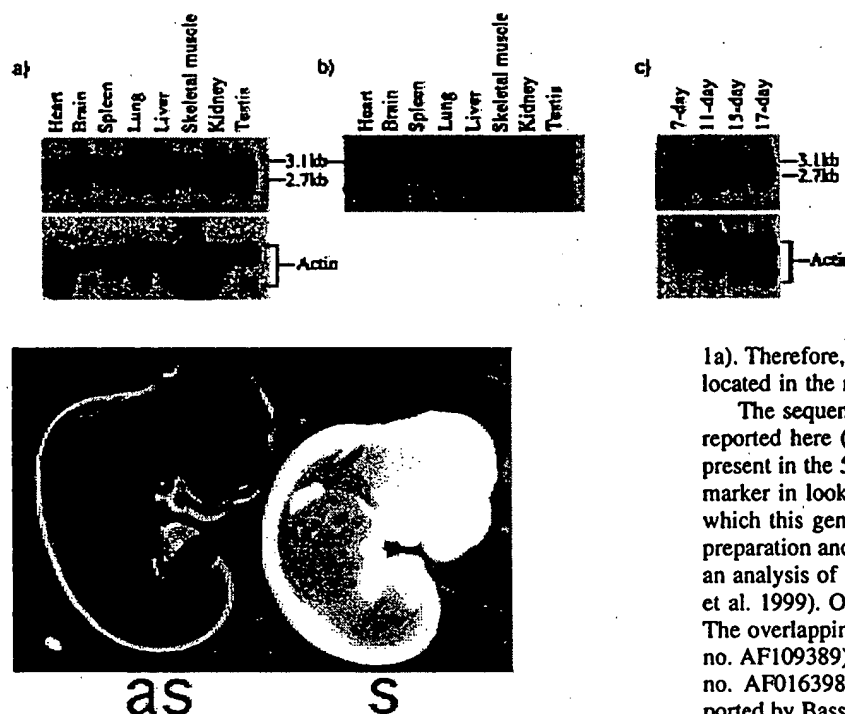 a)
Heart
Brain
Spleen
Lung
Liver
Skeletal muscle
Kidney
Testis
3.1kb
2.7kb
Actin
b)
Heart
Brain
Spleen
Lung
Liver
Skeletal muscle
Kidney
Testis
c)
7-day
11-day
15-day
17-day
3.1kb
2.7kb
Actin
as
s
1a). Therefore,
located in the
The
reported here (
present in the
marker in look
which this gen
preparation and
an analysis of
et al. 1999). O
The overlappin
no. AF109389)
no. AF016398
ported by Bass